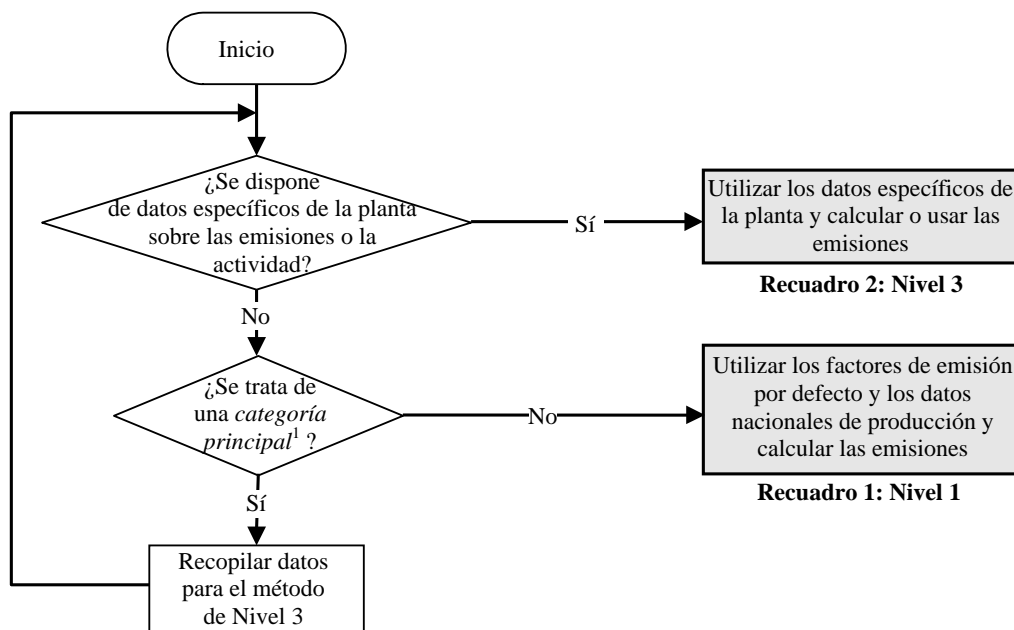 Inicio
¿Se dispone
de datos específicos de la planta
sobre las emisiones o la
actividad?
Sí
Utilizar los datos específicos de
la planta y calcular o usar las
emisiones
Recuadro 2: Nivel 3
No
¿Se trata de
una categoría
principal¹ ?
No
Utilizar los factores de emisión
por defecto y los datos
nacionales de producción y
calcular las emisiones
Recuadro 1: Nivel 1
Sí
Recopilar datos
para el método
de Nivel 3